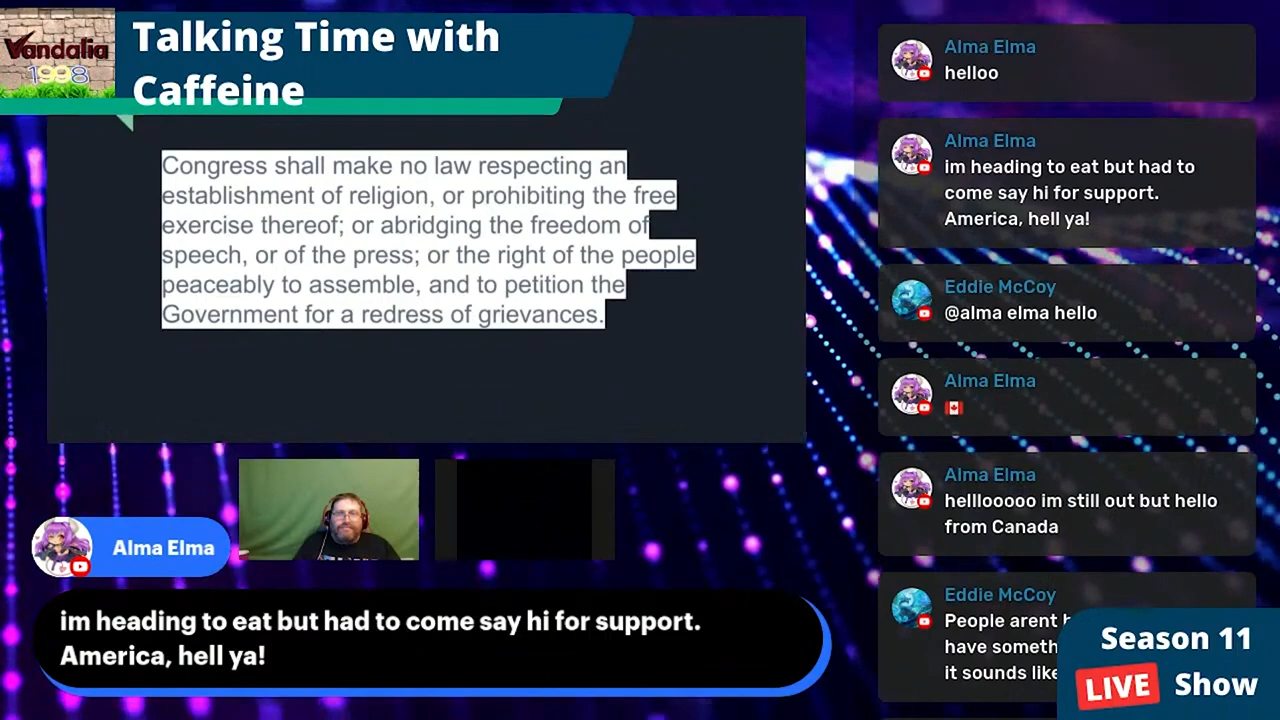 Vandalia
1998
Talking Time with
Caffeine
Congress shall make no law respecting an
establishment of religion, or prohibiting the free
exercise thereof; or abridging the freedom of
speech, or of the press; or the right of the people
peaceably to assemble, and to petition the
Government for a redress of grievances.
Alma Elma
im heading to eat but had to come say hi for support.
America, hell ya!
Alma Elma
helloo
Alma Elma
im heading to eat but had to
come say hi for support.
America, hell ya!
Eddie McCoy
@alma elma hello
Alma Elma
🇨🇦
Alma Elma
hellooooo im still out but hello
from Canada
Eddie McCoy
People arent
have
it sounds like
Season 11
LIVE Show